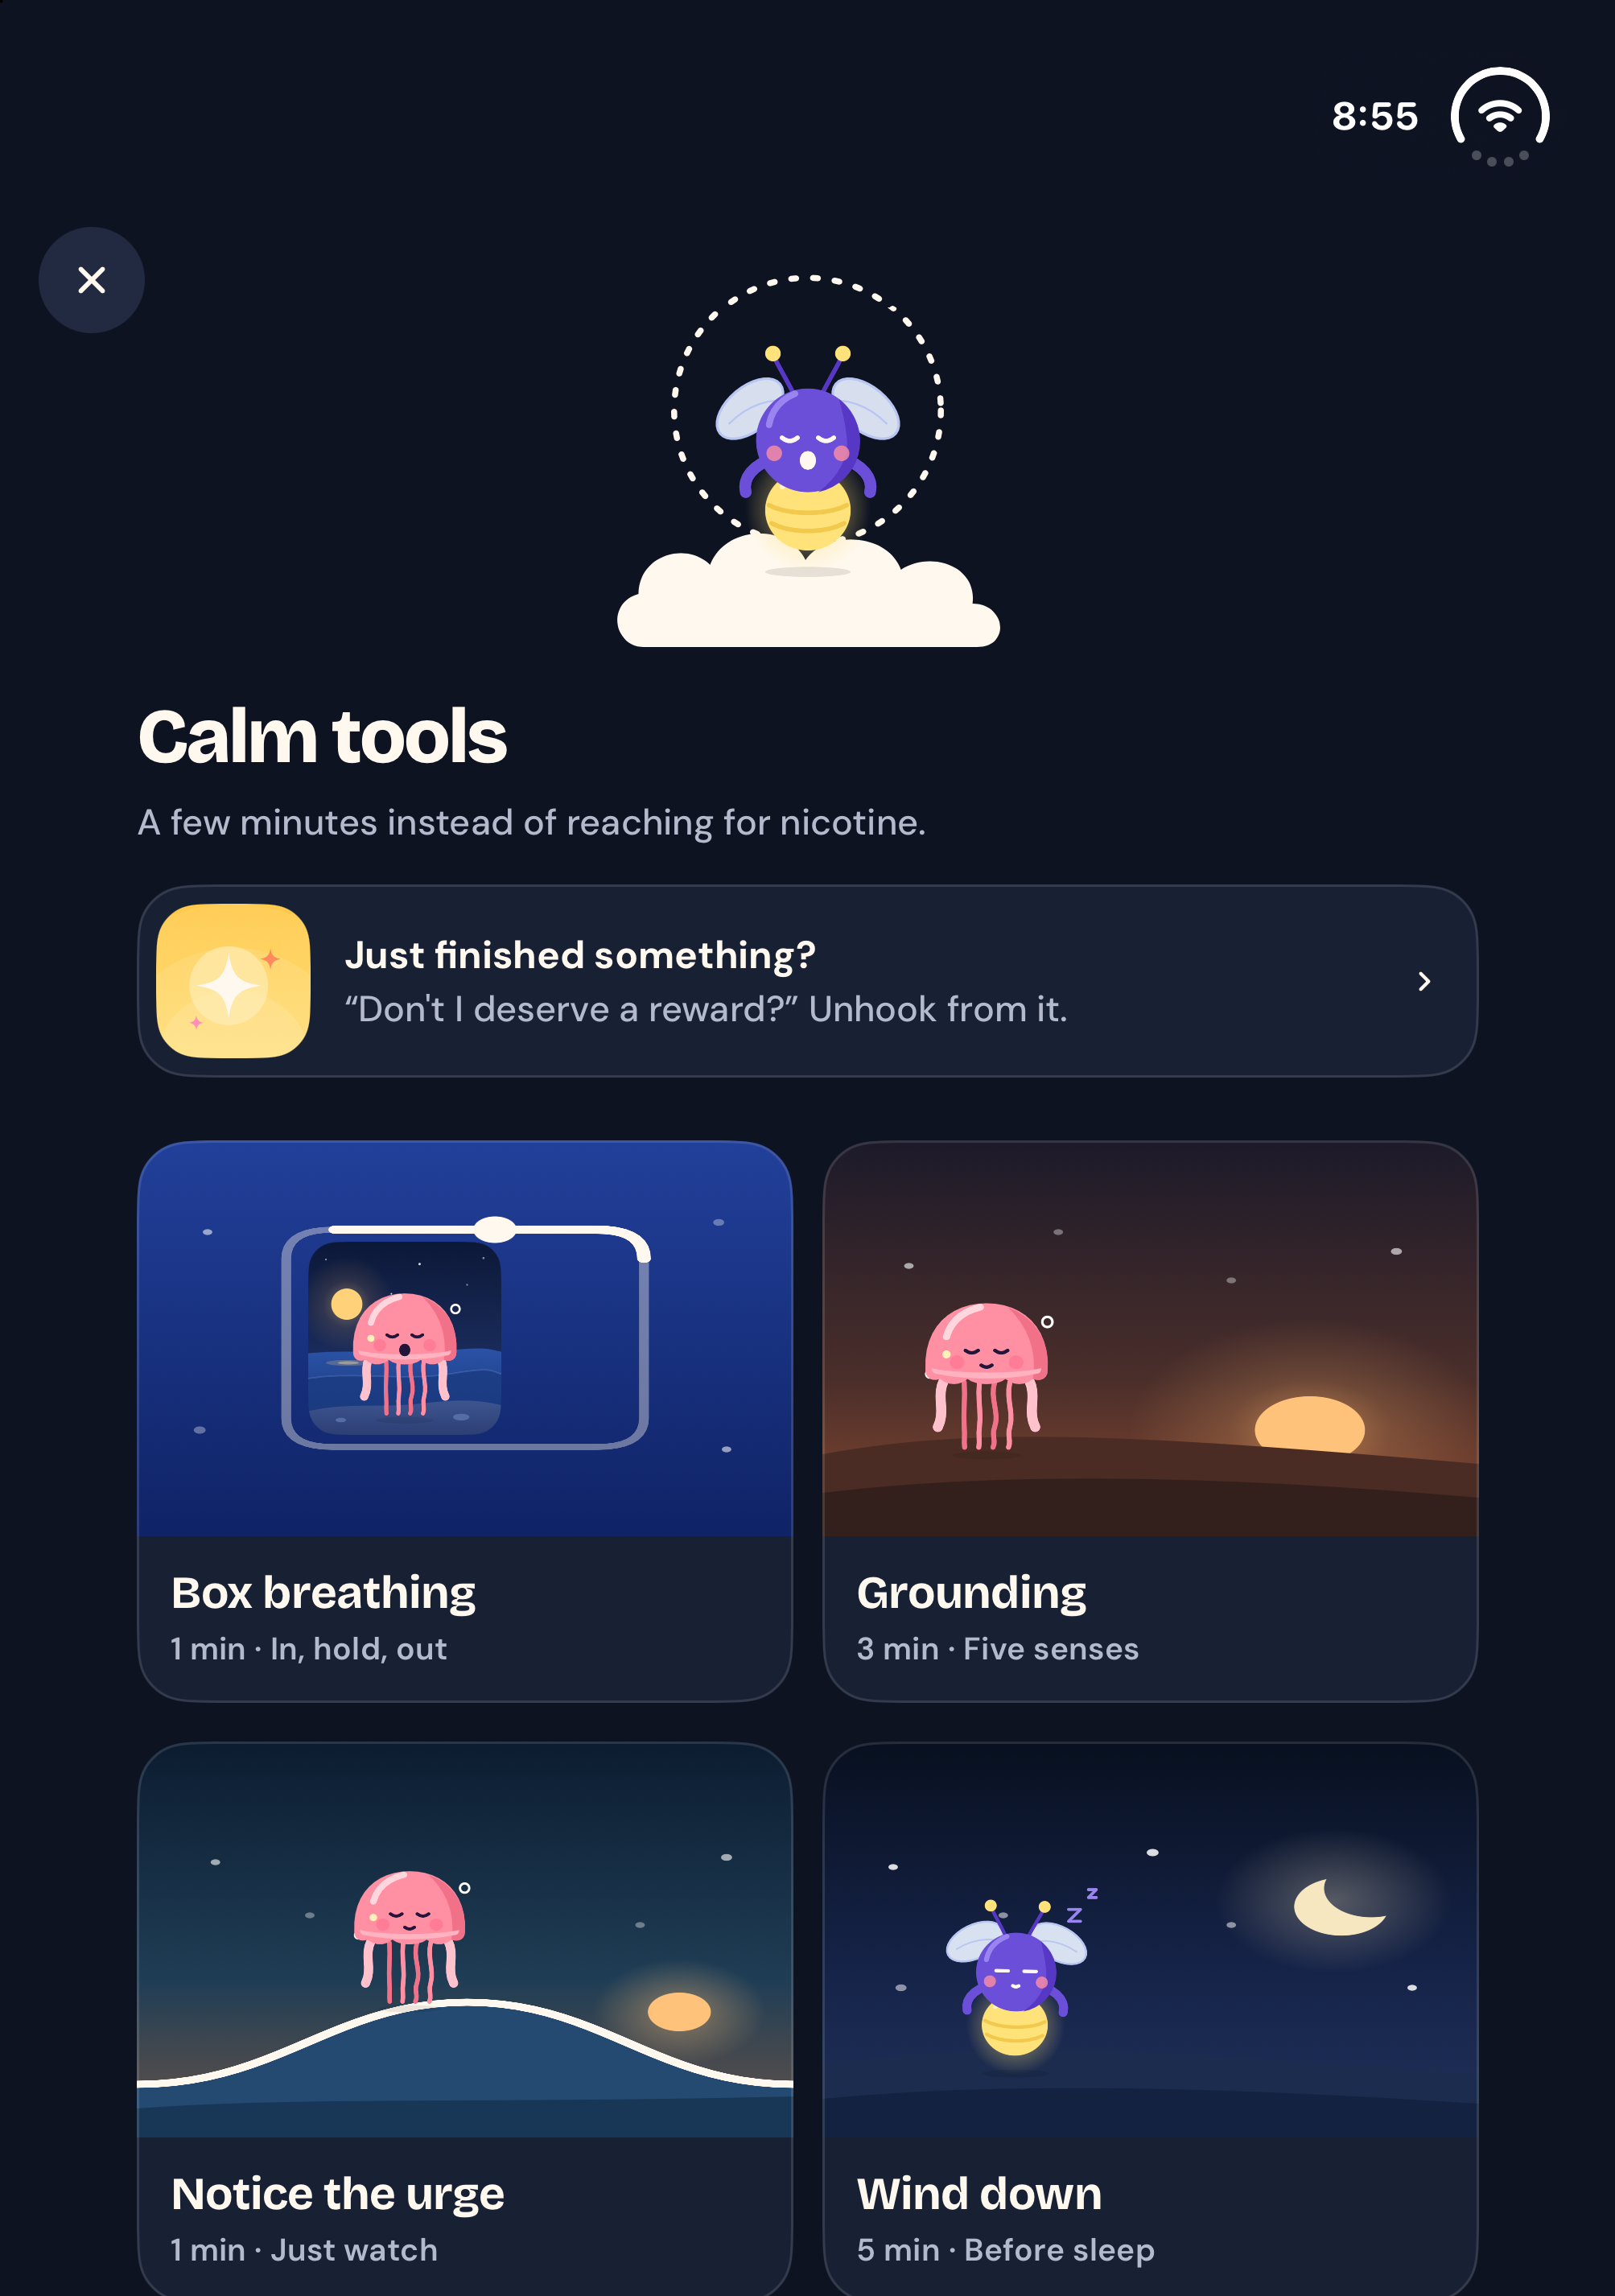 8:55
Calm tools
A few minutes instead of reaching for nicotine.
Just finished something?
“Don't I deserve a reward?” Unhook from it.
Box breathing
1 min · In, hold, out
Grounding
3 min · Five senses
z
z
Notice the urge
1 min · Just watch
Wind down
5 min · Before sleep